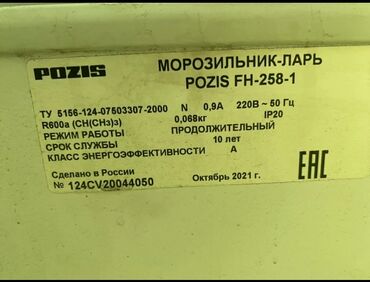 POZIS
МОРОЗИЛЬНИК-ЛАРЬ
POZIS FH-258-1
ТУ 5156-124-07503307-2000 N 0,9А 220В ~ 50 Гц
R600a (CH(CH₃)₃) 0,068кг IP20
РЕЖИМ РАБОТЫ ПРОДОЛЖИТЕЛЬНЫЙ
СРОК СЛУЖБЫ 10 лет
КЛАСС ЭНЕРГОЭФФЕКТИВНОСТИ А
Сделано в России
№ 124CV20044050 Октябрь 2021 г.
ЕАС